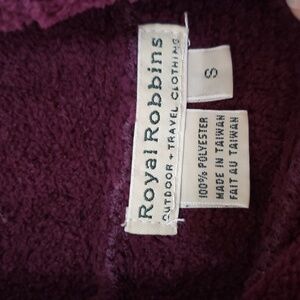 Royal Robbins
OUTDOOR + TRAVEL CLOTHING
S
100% POLYESTER
MADE IN TAIWAN
FAIT AU TAIWAN